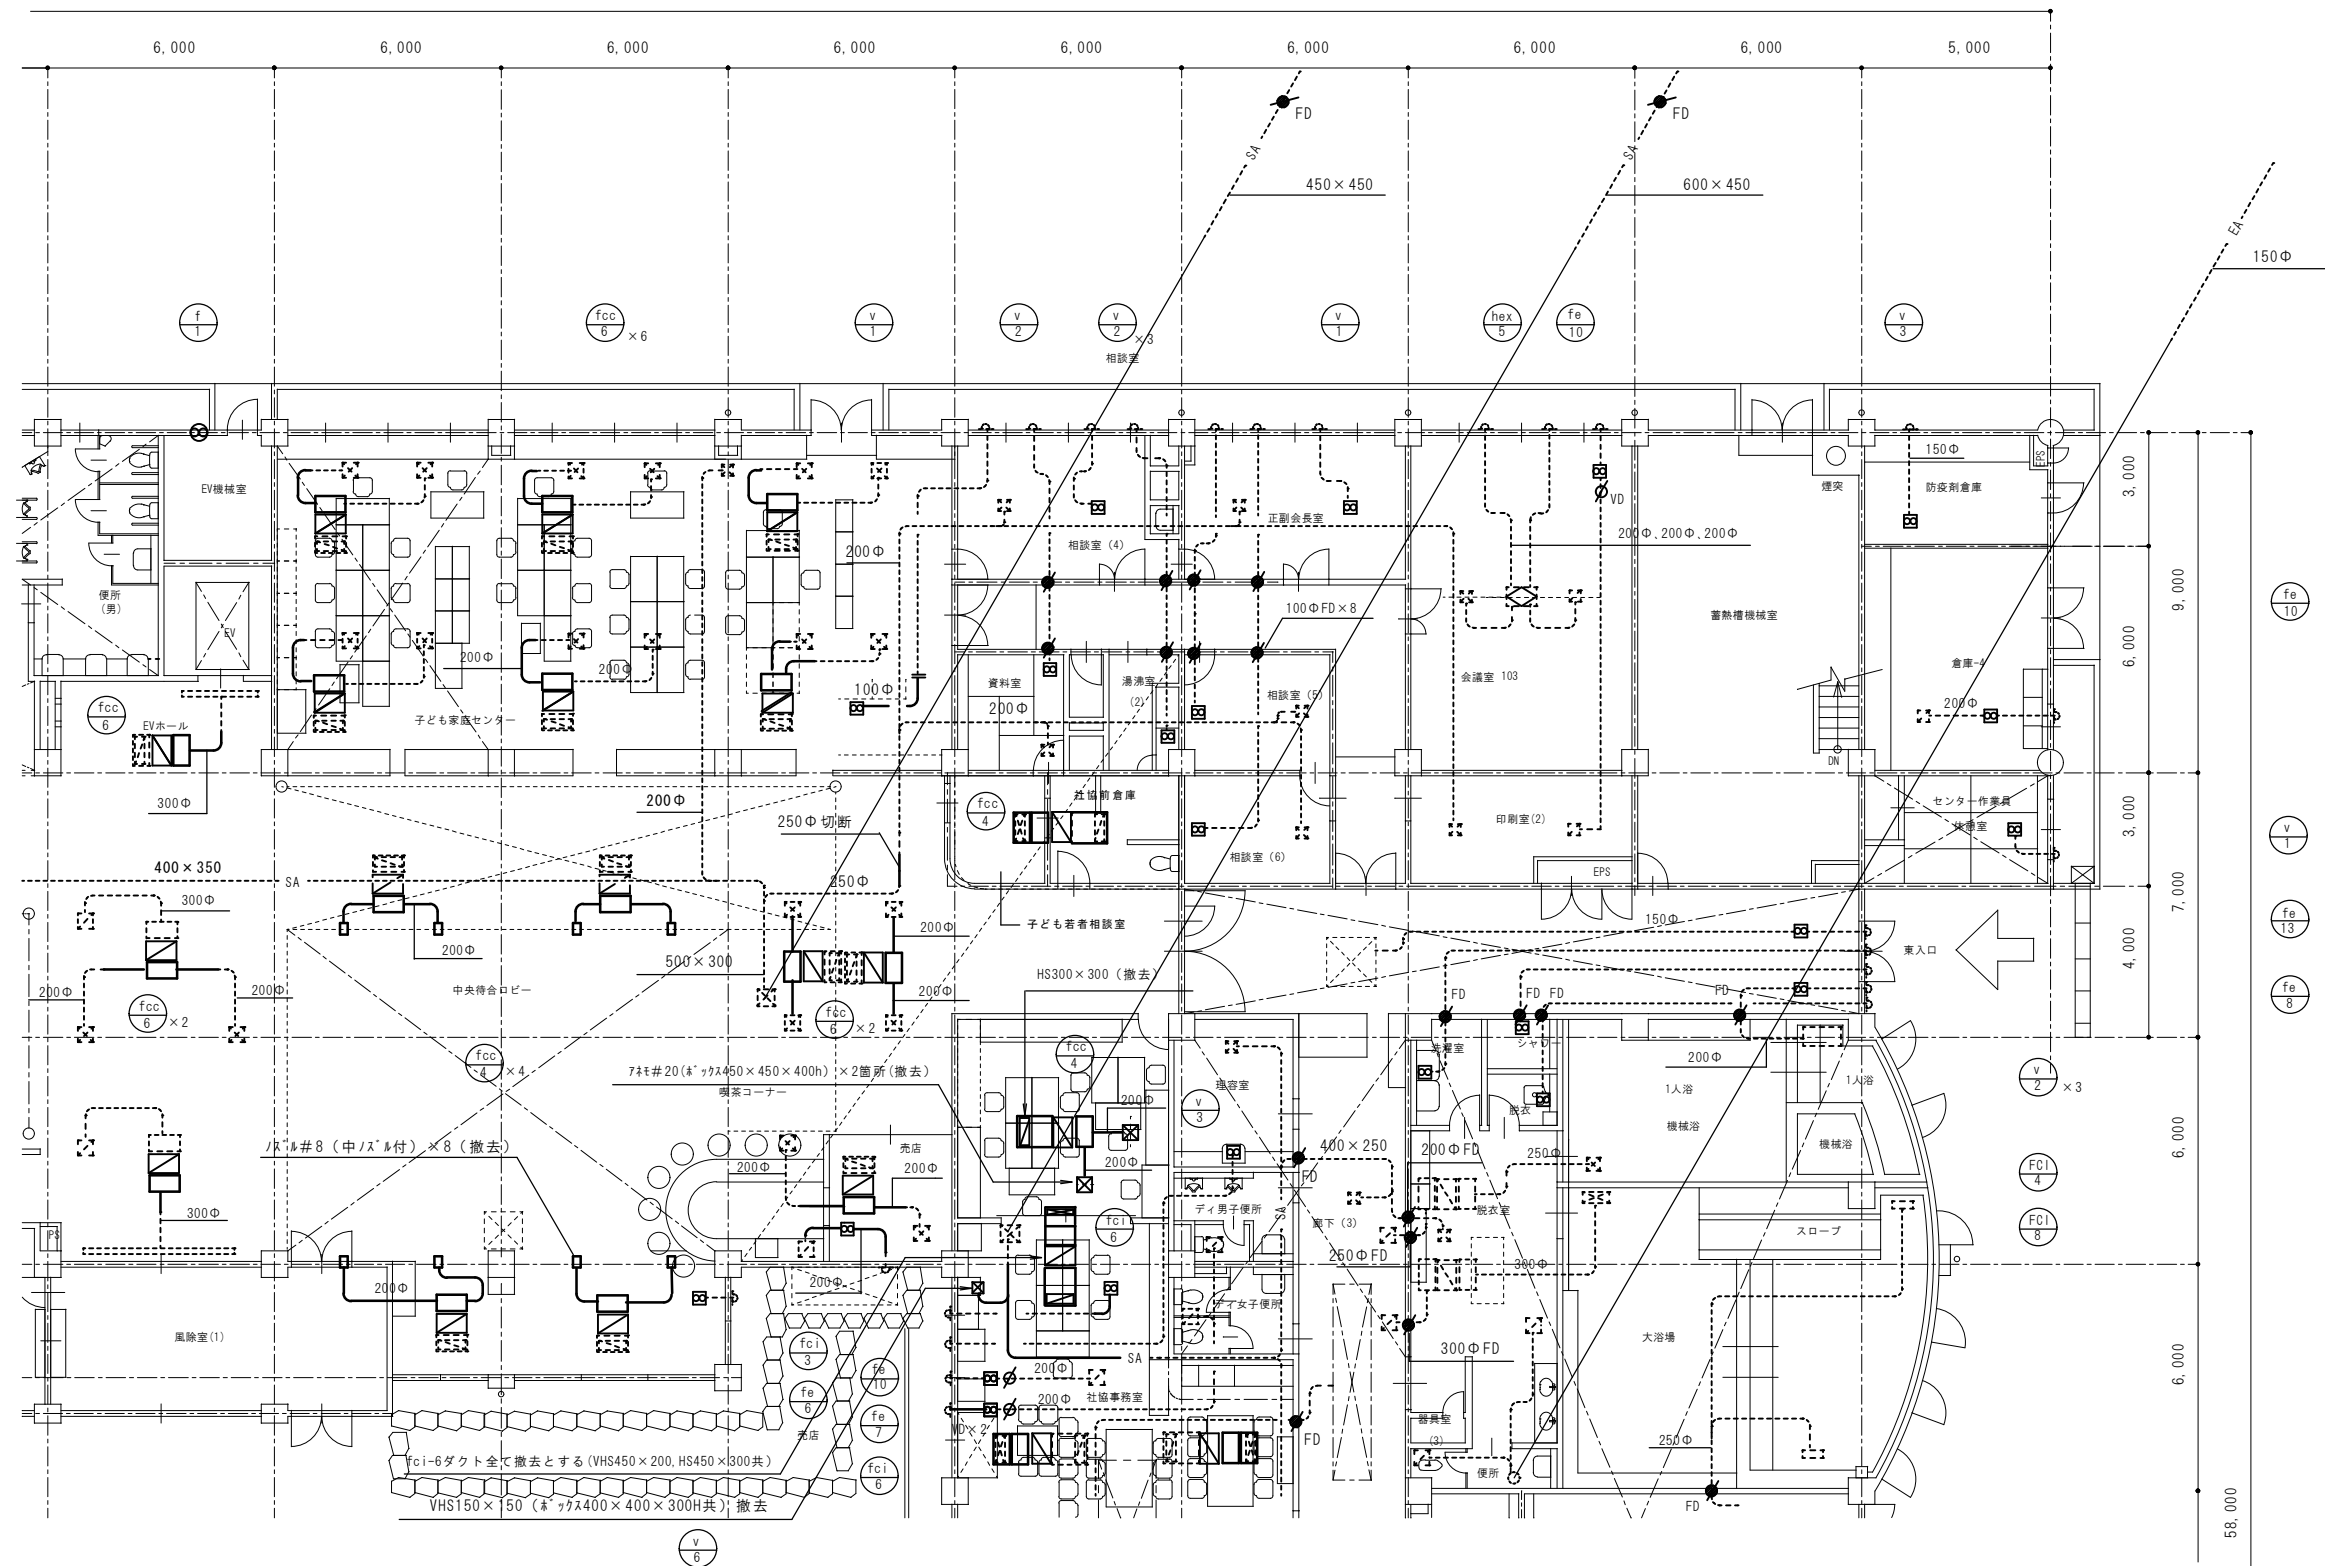 6,000
6,000
6,000
6,000
6,000
6,000
6,000
6,000
5,000
FD
FD
SA
SA
450×450
600×450
EA
150Φ
f
1
fcc
6
×6
v
1
v
2
v
2
×3
相談室
v
1
hex
5
fe
10
v
3
EV機械室
150Φ
EPS
煙突
防疫剤倉庫
VD
正副会長室
200Φ、200Φ、200Φ
相談室(4)
200Φ
3,000
9,000
6,000
fe
10
便所
(男)
EV
100ΦFD×8
蓄熱槽機械室
200Φ
200Φ
倉庫-4
会議室 103
資料室
湯沸室
(2)
相談室(5)
100Φ
200Φ
200Φ
fcc
6
EVホール
子ども家庭センター
DN
300Φ
200Φ
250Φ切断
fcc
4
社協前倉庫
印刷室(2)
センター作業員
休憩室
3,000
v
1
相談室(6)
EPS
400×350
SA
250Φ
300Φ
7,000
子ども若者相談室
150Φ
fe
13
200Φ
200Φ
4,000
東入口
500×300
HS300×300(撤去)
200Φ
200Φ
中央待合ロビー
200Φ
FD
FD
FD
FD
fe
8
fcc
6
×2
fcc
6
×2
fcc
4
×4
fcc
4
洗濯室
シャワー
200Φ
アネモ#20(ボックス450×450×400h)×2箇所(撤去)
喫茶コーナー
理容室
1人浴
1人浴
v
2
×3
200Φ
v
3
脱衣
機械浴
機械浴
ノズル#8(中ノズル付)×8(撤去)
売店
400×250
200ΦFD
250Φ
6,000
200Φ
200Φ
200Φ
FD
FCI
4
300Φ
PS
fci
6
ディ男子便所
SA
廊下(3)
脱衣室
スロープ
FCI
8
250ΦFD
300Φ
200Φ
200Φ
ディ女子便所
風除室(1)
大浴場
fci
3
SA
300ΦFD
fe
10
200Φ
fe
6
200Φ
社協事務室
6,000
売店
fe
7
VD×2
器具室
(3)
FD
250Φ
fci-6ダクト全て撤去とする(VHS450×200,HS450×300共)
fci
6
便所
VHS150×150(ボックス400×400×300H共)撤去
FD
58,000
v
6